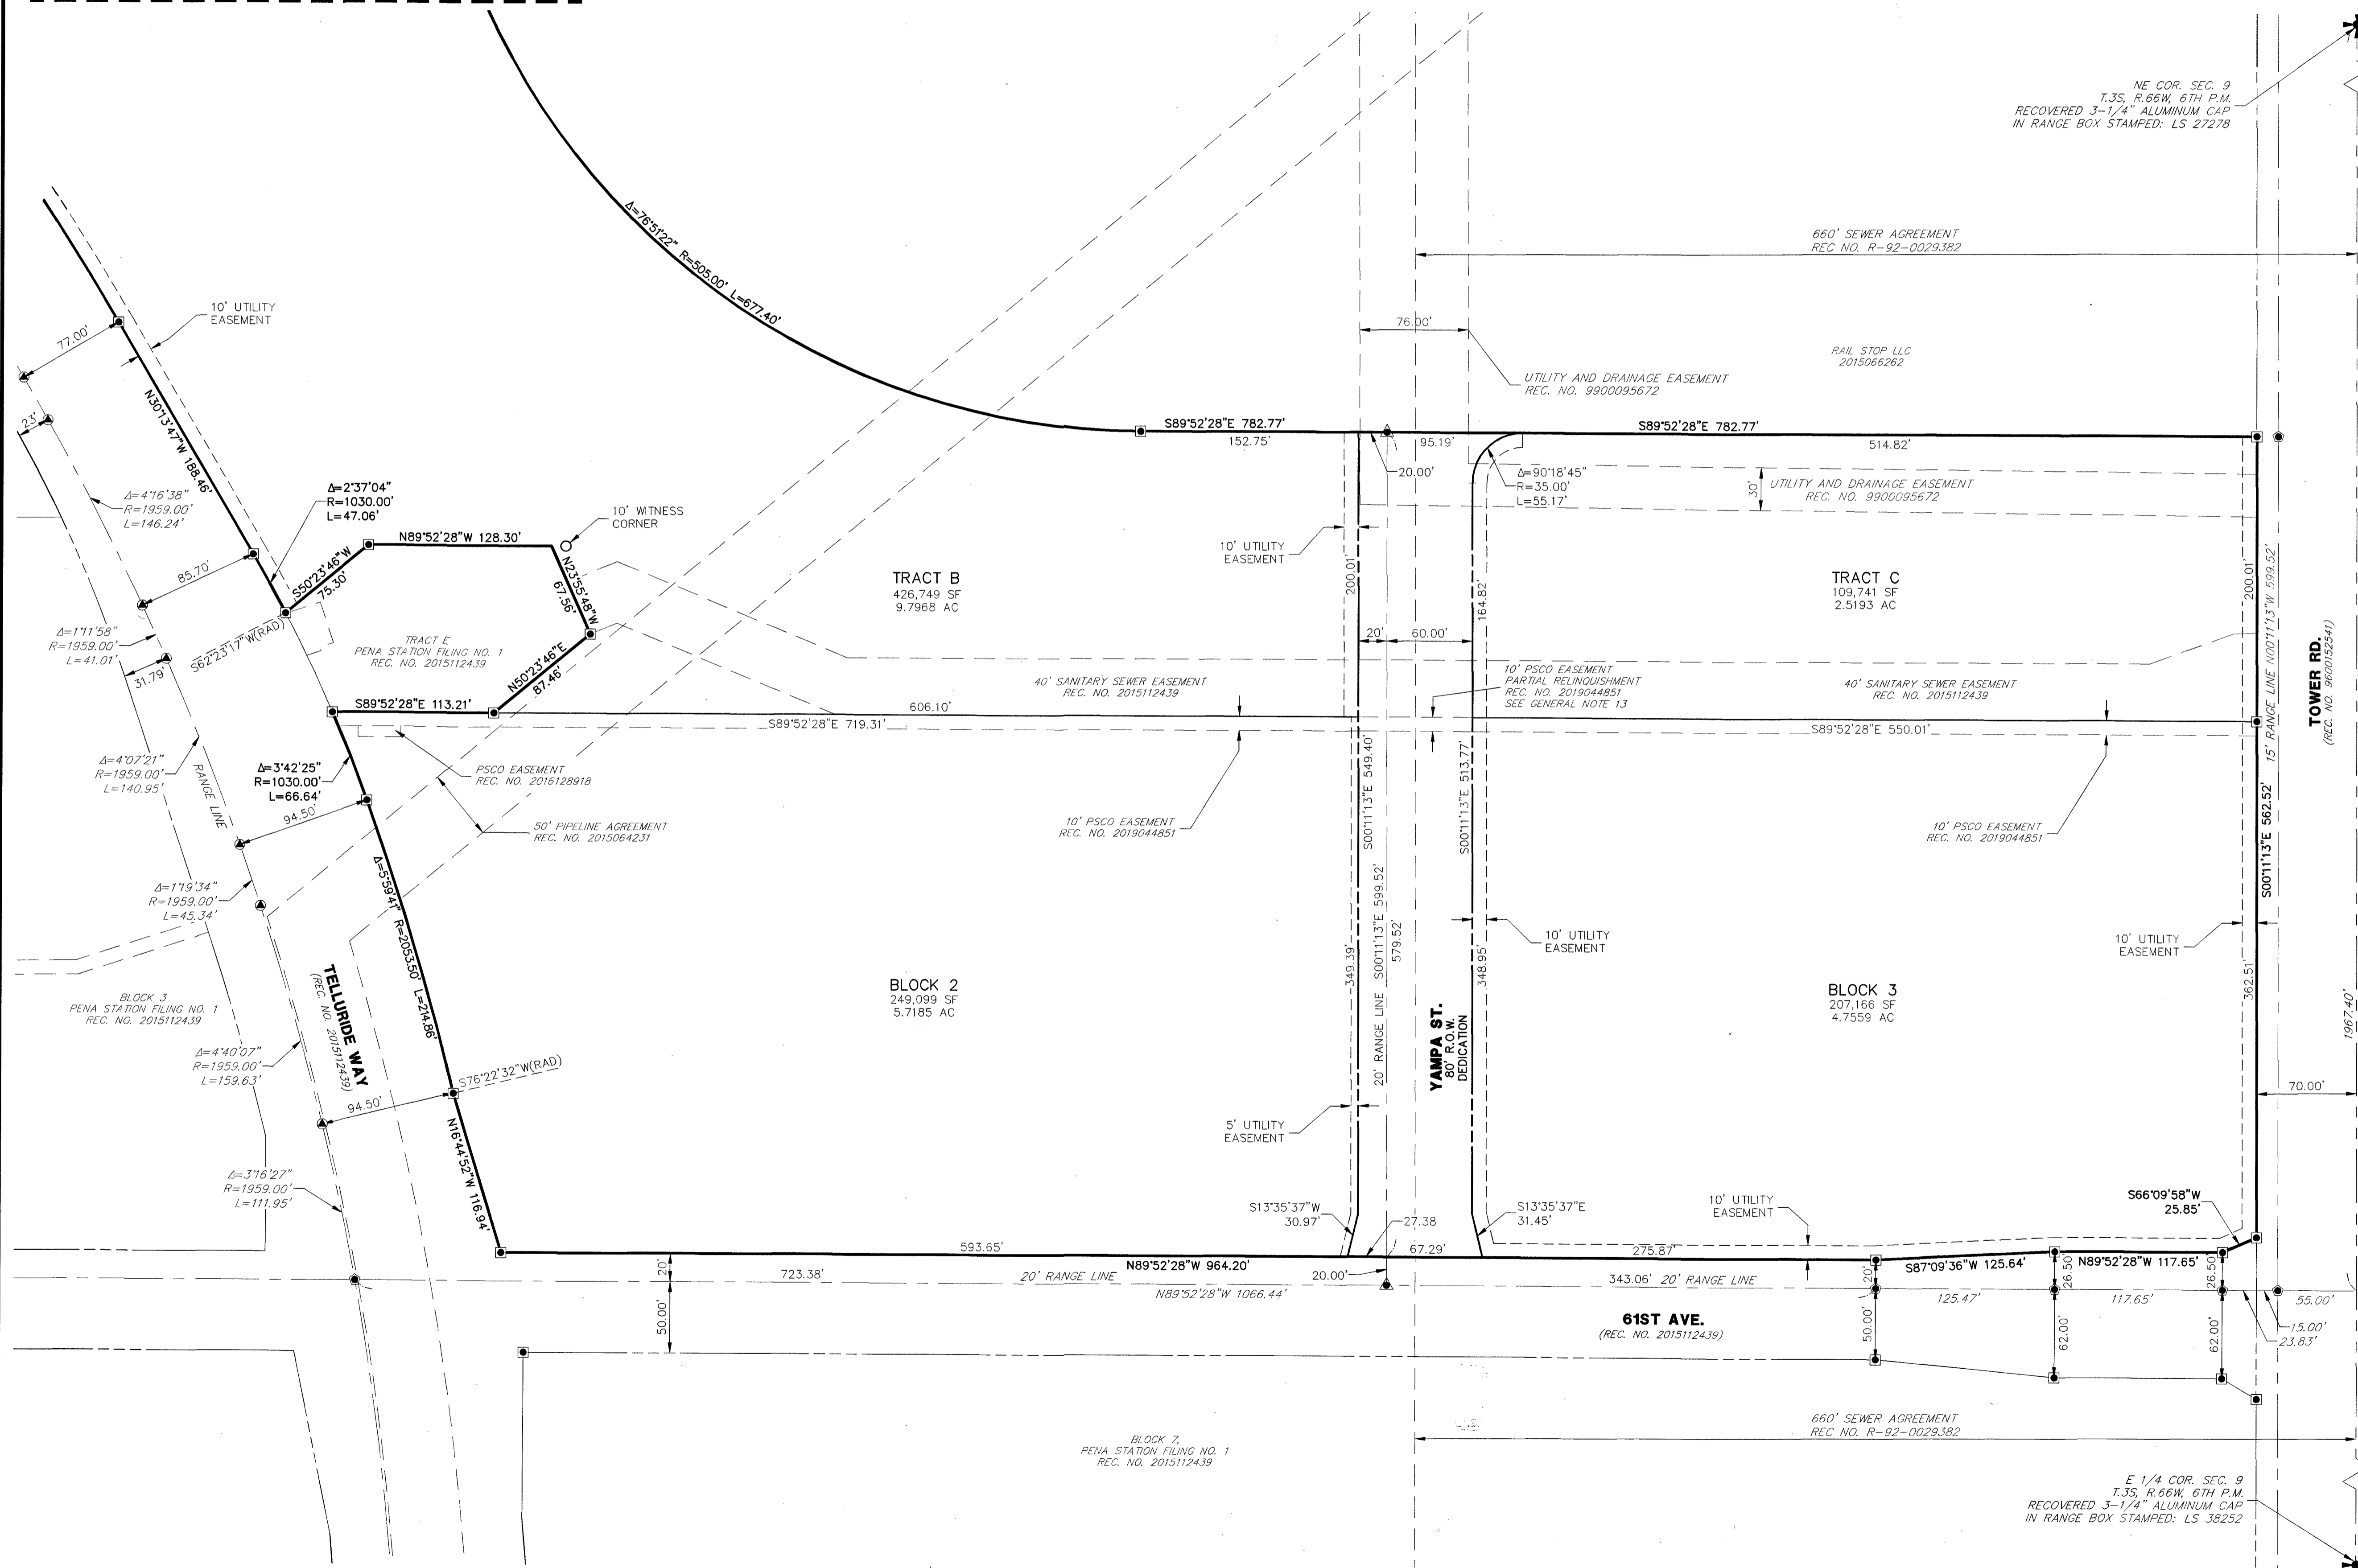 NE COR. SEC. 9
T.3S, R.66W, 6TH P.M.
RECOVERED 3-1/4" ALUMINUM CAP
IN RANGE BOX STAMPED: LS 27278
660' SEWER AGREEMENT
REC NO. R-92-0029382
Δ=76°51'22" R=505.00' L=677.40'
10' UTILITY
EASEMENT
77.00'
23'
N30°13'47"W 188.46'
76.00'
RAIL STOP LLC
2015066262
UTILITY AND DRAINAGE EASEMENT
REC. NO. 9900095672
S89°52'28"E 782.77'
152.75'
95.19'
20.00'
S89°52'28"E 782.77'
514.82'
Δ=90°18'45"
R=35.00'
L=55.17'
30'
UTILITY AND DRAINAGE EASEMENT
REC. NO. 9900095672
Δ=4°16'38"
R=1959.00'
L=146.24'
Δ=2°37'04"
R=1030.00'
L=47.06'
10' WITNESS
CORNER
N89°52'28"W 128.30'
S50°23'46"W
75.30'
N23°55'48"W
67.56'
85.70'
10' UTILITY
EASEMENT
200.01'
TRACT B
426,749 SF
9.7968 AC
TRACT C
109,741 SF
2.5193 AC
164.82'
200.01'
15' RANGE LINE N00°11'13"W 599.52'
TOWER RD.
(REC. NO. 9600152541)
Δ=1°11'58"
R=1959.00'
L=41.01'
31.79'
S62°23'17"W(RAD)
TRACT E
PENA STATION FILING NO. 1
REC. NO. 2015112439
N50°23'46"E
87.46'
20'
60.00'
40' SANITARY SEWER EASEMENT
REC. NO. 2015112439
10' PSCO EASEMENT
PARTIAL RELINQUISHMENT
REC. NO. 2019044851
SEE GENERAL NOTE 13
40' SANITARY SEWER EASEMENT
REC. NO. 2015112439
S89°52'28"E 113.21'
606.10'
S89°52'28"E 719.31'
S89°52'28"E 550.01'
Δ=4°07'21"
R=1959.00'
L=140.95'
RANGE LINE
Δ=3°42'25"
R=1030.00'
L=66.64'
94.50'
PSCO EASEMENT
REC. NO. 2016128918
50' PIPELINE AGREEMENT
REC. NO. 2015064231
10' PSCO EASEMENT
REC. NO. 2019044851
S00°11'13"E 549.40'
S00°11'13"E 513.77'
10' PSCO EASEMENT
REC. NO. 2019044851
S00°11'13"E 562.52'
Δ=1°19'34"
R=1959.00'
L=45.34'
Δ=5°59'41" R=2053.50' L=214.86'
349.39'
20' RANGE LINE S00°11'13"E 599.52'
579.52'
348.95'
10' UTILITY
EASEMENT
10' UTILITY
EASEMENT
362.51'
BLOCK 3
PENA STATION FILING NO. 1
REC. NO. 2015112439
TELLURIDE WAY
(REC. NO. 2015112439)
BLOCK 2
249,099 SF
5.7185 AC
YAMPA ST.
80' R.O.W.
DEDICATION
BLOCK 3
207,166 SF
4.7559 AC
1967.40'
Δ=4°40'07"
R=1959.00'
L=159.63'
94.50'
S76°22'32"W(RAD)
70.00'
5' UTILITY
EASEMENT
N16°44'52"W 116.94'
Δ=3°16'27"
R=1959.00'
L=111.95'
S13°35'37"W
30.97'
27.38
S13°35'37"E
31.45'
10' UTILITY
EASEMENT
S66°09'58"W
25.85'
593.65'
67.29'
275.87'
N89°52'28"W 964.20'
S87°09'36"W 125.64'
N89°52'28"W 117.65'
20'
20'
26.50'
26.50'
723.38'
20' RANGE LINE
20.00'
343.06' 20' RANGE LINE
N89°52'28"W 1066.44'
125.47'
117.65'
55.00'
15.00'
23.83'
50.00'
50.00'
62.00'
62.00'
61ST AVE.
(REC. NO. 2015112439)
660' SEWER AGREEMENT
REC NO. R-92-0029382
BLOCK 7,
PENA STATION FILING NO. 1
REC. NO. 2015112439
E 1/4 COR. SEC. 9
T.3S, R.66W, 6TH P.M.
RECOVERED 3-1/4" ALUMINUM CAP
IN RANGE BOX STAMPED: LS 38252